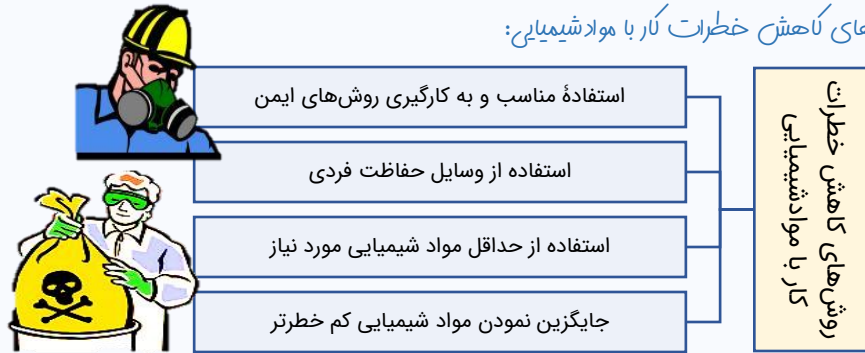 های کاهش خطرات کار با مواد شیمیایی:
روش‌های کاهش خطرات
کار با موادشیمیایی
استفادهٔ مناسب و به کارگیری روش‌های ایمن
استفاده از وسایل حفاظت فردی
استفاده از حداقل مواد شیمیایی مورد نیاز
جایگزین نمودن مواد شیمیایی کم خطرتر